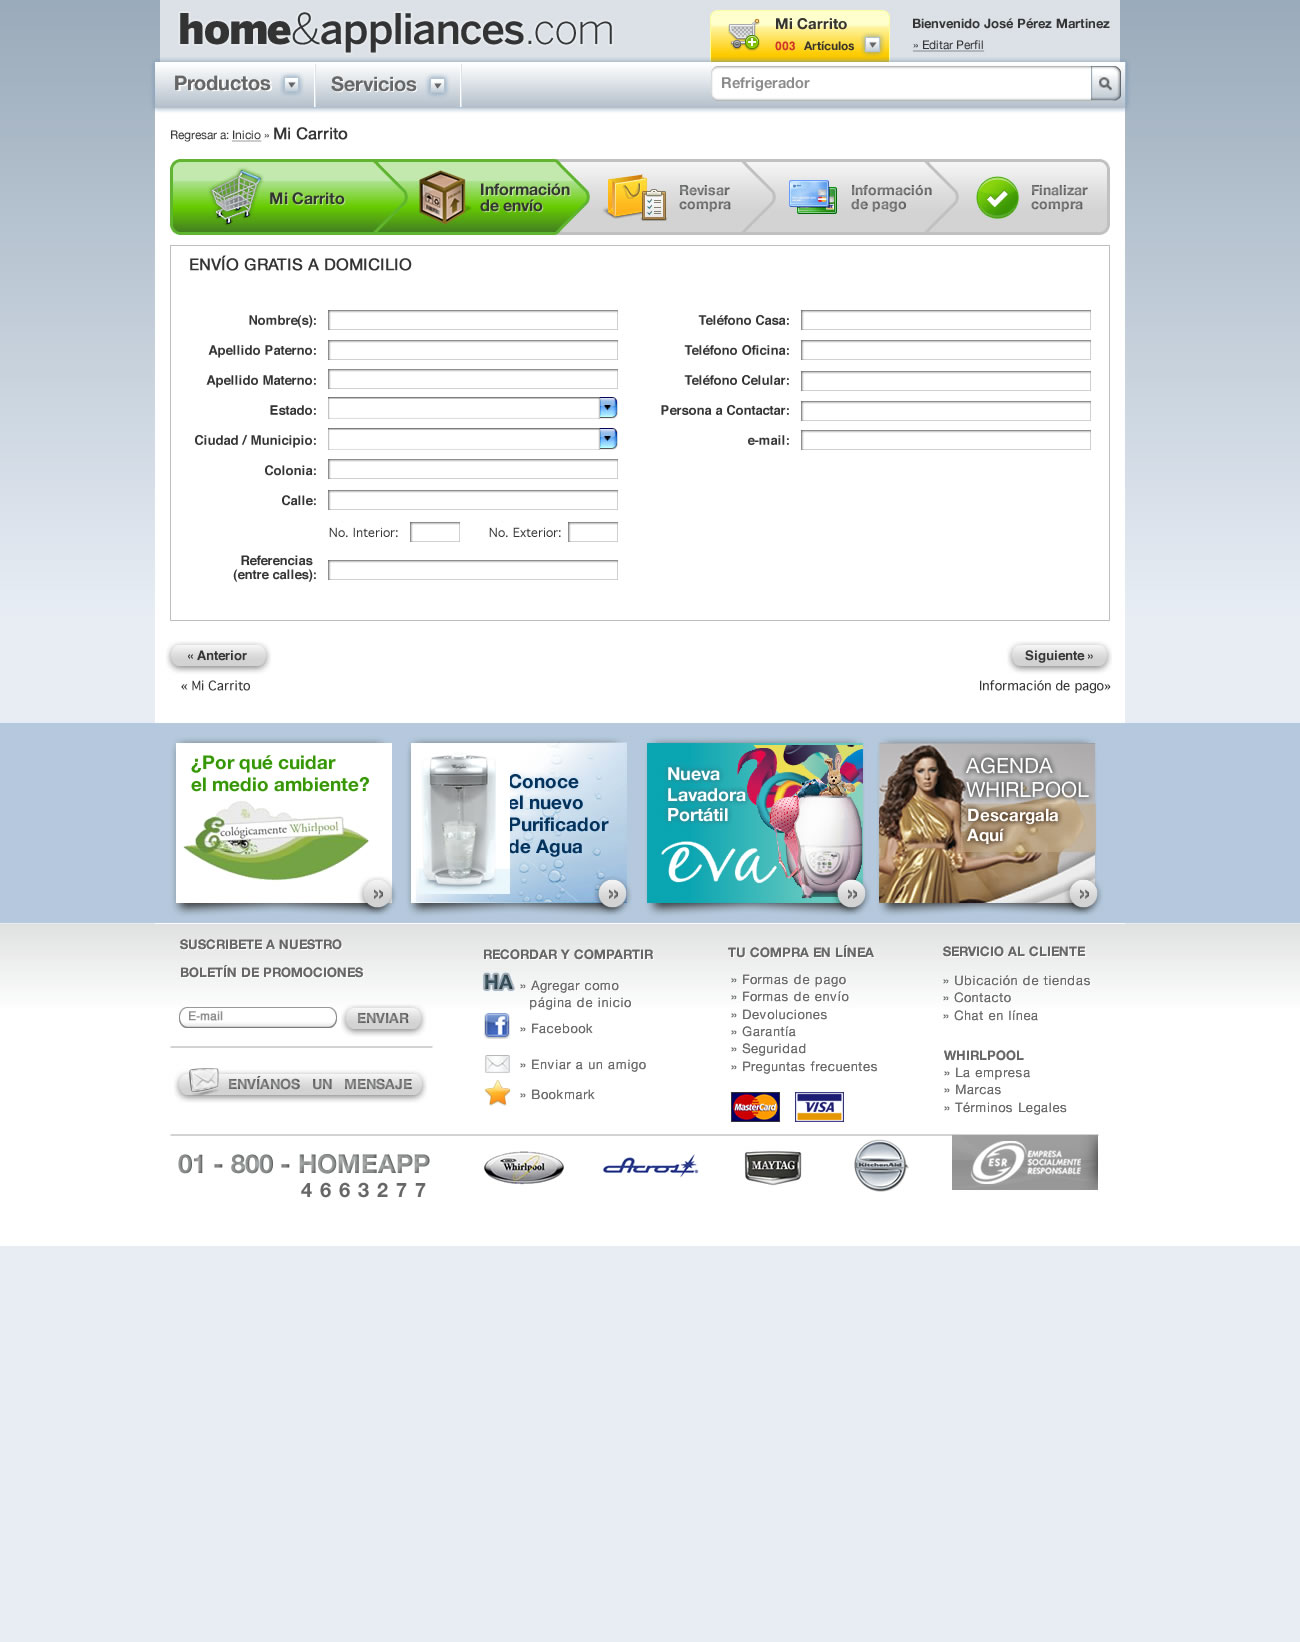 home&appliances.com
Mi Carrito
003 Artículos
Bienvenido José Pérez Martinez
» Editar Perfil
Productos
Servicios
Refrigerador
Regresar a: Inicio » Mi Carrito
Mi Carrito
Información
de envío
Revisar
compra
Información
de pago
Finalizar
compra
ENVÍO GRATIS A DOMICILIO
Nombre(s):
Apellido Paterno:
Apellido Materno:
Estado:
Ciudad / Municipio:
Colonia:
Calle:
No. Interior:
No. Exterior:
Referencias
(entre calles):
Teléfono Casa:
Teléfono Oficina:
Teléfono Celular:
Persona a Contactar:
e-mail:
« Anterior
Siguiente »
« Mi Carrito
Información de pago»
¿Por qué cuidar
el medio ambiente?
Ecológicamente Whirlpool
»
Conoce
el nuevo
Purificador
de Agua
»
Nueva
Lavadora
Portátil
eva
»
AGENDA
WHIRLPOOL
Descargala
Aquí
»
SUSCRIBETE A NUESTRO
BOLETÍN DE PROMOCIONES
E-mail
ENVIAR
ENVÍANOS UN MENSAJE
RECORDAR Y COMPARTIR
HA
» Agregar como
página de inicio
f
» Facebook
» Enviar a un amigo
» Bookmark
TU COMPRA EN LÍNEA
» Formas de pago
» Formas de envío
» Devoluciones
» Garantía
» Seguridad
» Preguntas frecuentes
MasterCard
VISA
SERVICIO AL CLIENTE
» Ubicación de tiendas
» Contacto
» Chat en línea
WHIRLPOOL
» La empresa
» Marcas
» Términos Legales
01 - 800 - HOMEAPP
4663277
Whirlpool
Acros
MAYTAG
KitchenAid
ESR
EMPRESA
SOCIALMENTE
RESPONSABLE